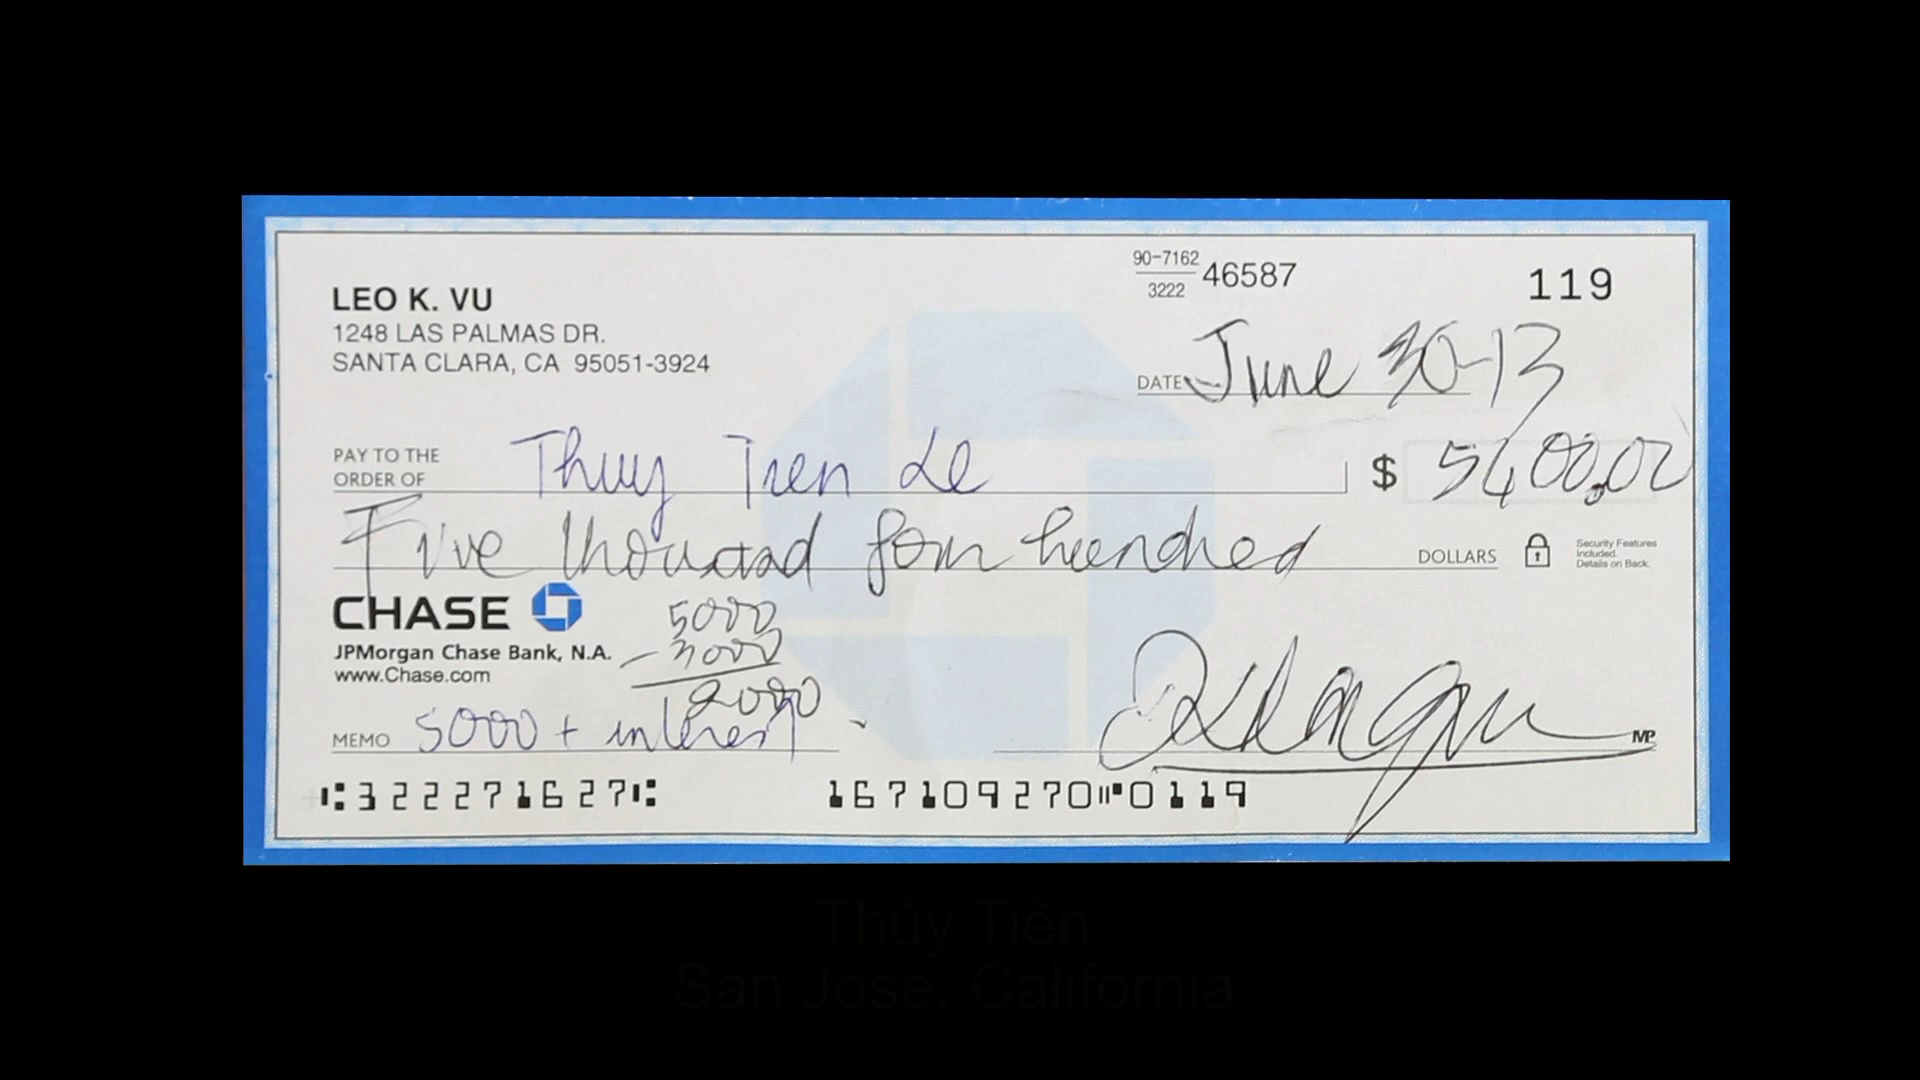 LEO K. VU
1248 LAS PALMAS DR.
SANTA CLARA, CA 95051-3924
90-7162
3222
46587
119
DATE June 30-13
PAY TO THE
ORDER OF
Thuy Tien Le
$ 5400.00
Five thousand four hundred
DOLLARS
Security Features
Included.
Details on Back.
CHASE
JPMorgan Chase Bank, N.A.
www.Chase.com
5000
- 3000
2000
MEMO 5000 + interest
MP
322271627
167109270 0119
Thủy Tiên
San Jose, California